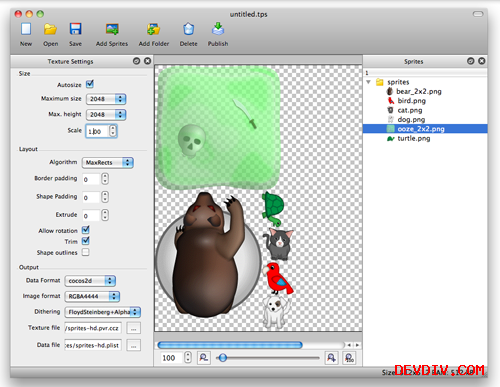 untitled.tps
New Open Save Add Sprites Add Folder Delete Publish
Texture Settings
Size
Autosize
Maximum size 2048
Max. height 2048
Scale 1.00
Layout
Algorithm MaxRects
Border padding 0
Shape Padding 0
Extrude 0
Allow rotation
Trim
Shape outlines
Output
Data Format cocos2d
Image format RGBA4444
Dithering FloydSteinberg+Alpha
Texture file /sprites-hd.pvr.ccz ...
Data file :es/sprites-hd.plist ...
100
Sprites
1
sprites
bear_2x2.png
bird.png
cat.png
dog.png
ooze_2x2.png
turtle.png
DEVDIV.COM